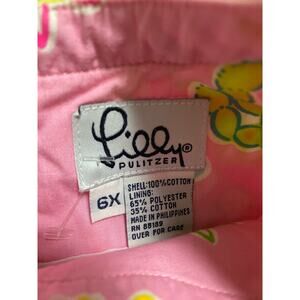 Lilly®
PULITZER
6X
SHELL:100%COTTON
LINING:
65% POLYESTER
35% COTTON
MADE IN PHILIPPINES
RN 88189
OVER FOR CARE